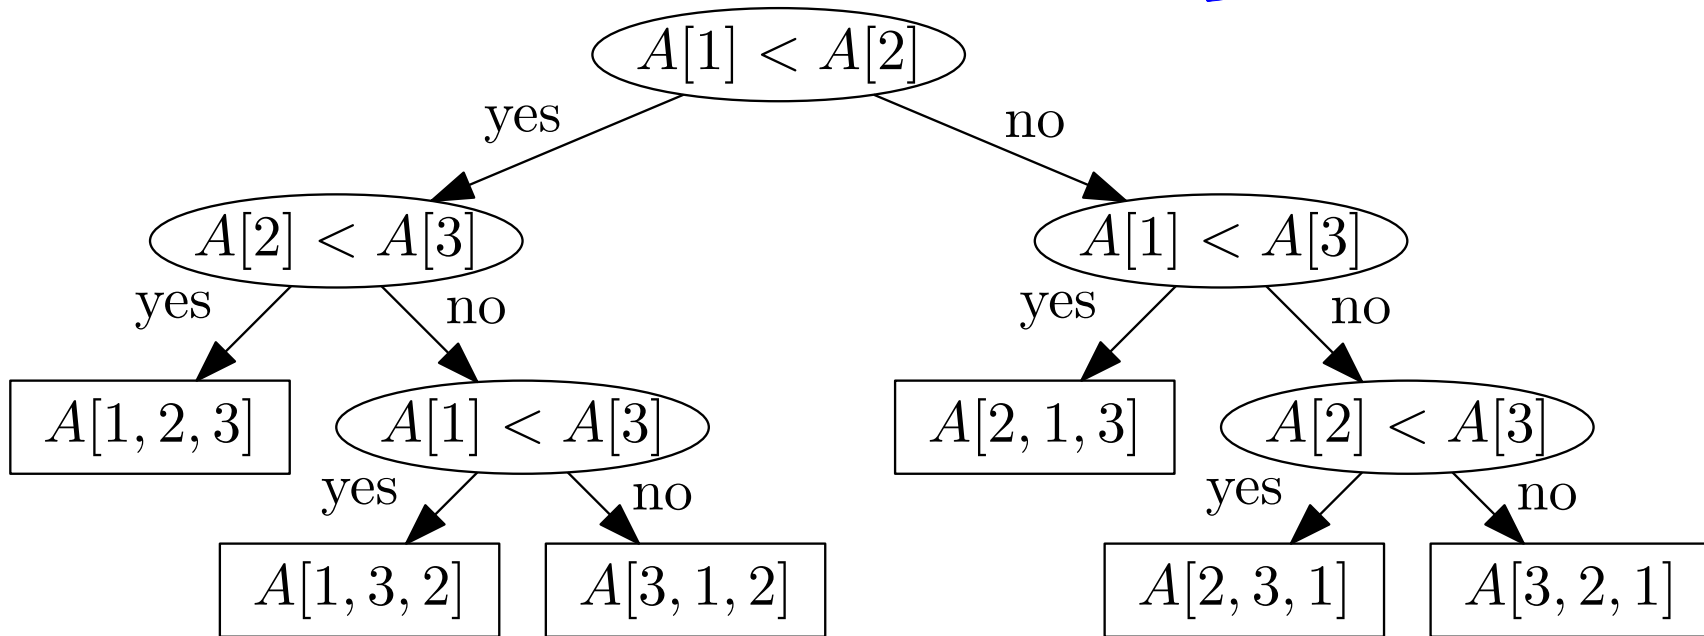 A[1] < A[2]
yes
no
A[2] < A[3]
A[1] < A[3]
yes
no
yes
no
A[1, 2, 3]
A[1] < A[3]
A[2, 1, 3]
A[2] < A[3]
yes
no
yes
no
A[1, 3, 2]
A[3, 1, 2]
A[2, 3, 1]
A[3, 2, 1]